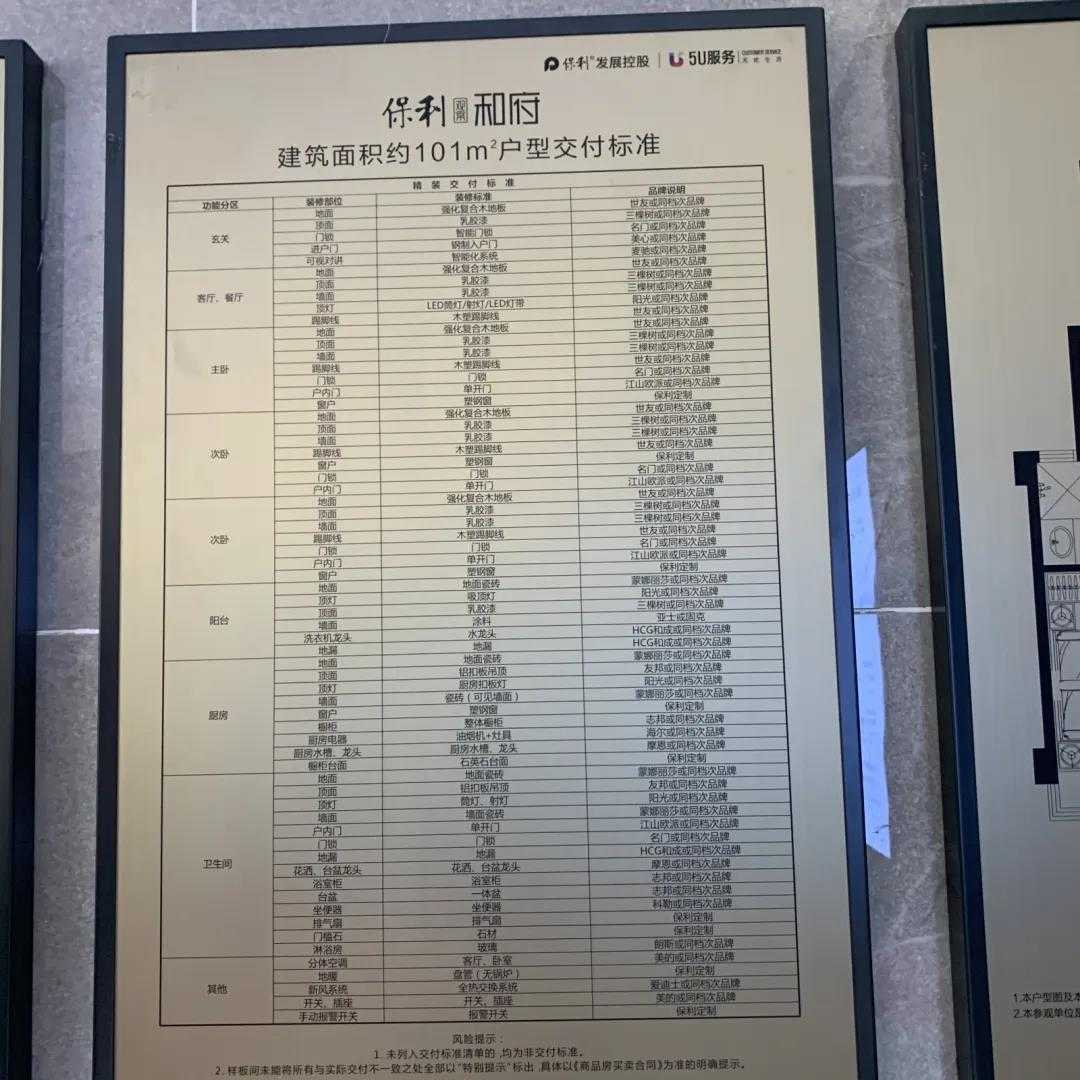 保利发展控股 | 5U服务
保利 和府
建筑面积约101m²户型交付标准
精装交付标准
功能分区 装修部位 装修标准 品牌说明
玄关
地面 强化复合木地板 世友或同档次品牌
顶面 乳胶漆 三棵树或同档次品牌
门锁 智能门锁 名门或同档次品牌
进户门 钢制入户门 美心或同档次品牌
可视对讲 智能化系统 麦驰或同档次品牌
客厅、餐厅
地面 强化复合木地板 世友或同档次品牌
顶面 乳胶漆 三棵树或同档次品牌
墙面 乳胶漆 三棵树或同档次品牌
顶灯 LED筒灯/射灯/LED灯带 阳光或同档次品牌
踢脚线 木塑踢脚线 世友或同档次品牌
主卧
地面 强化复合木地板 世友或同档次品牌
顶面 乳胶漆 三棵树或同档次品牌
墙面 乳胶漆 三棵树或同档次品牌
踢脚线 木塑踢脚线 世友或同档次品牌
门锁 门锁 名门或同档次品牌
户内门 单开门 江山欧派或同档次品牌
窗户 塑钢窗 保利定制
次卧
地面 强化复合木地板 世友或同档次品牌
顶面 乳胶漆 三棵树或同档次品牌
墙面 乳胶漆 三棵树或同档次品牌
踢脚线 木塑踢脚线 世友或同档次品牌
窗户 塑钢窗 保利定制
门锁 门锁 名门或同档次品牌
户内门 单开门 江山欧派或同档次品牌
次卧
地面 强化复合木地板 世友或同档次品牌
顶面 乳胶漆 三棵树或同档次品牌
墙面 乳胶漆 三棵树或同档次品牌
踢脚线 木塑踢脚线 世友或同档次品牌
门锁 门锁 名门或同档次品牌
户内门 单开门 江山欧派或同档次品牌
窗户 塑钢窗 保利定制
阳台
地面 地面瓷砖 蒙娜丽莎或同档次品牌
顶灯 吸顶灯 阳光或同档次品牌
顶面 乳胶漆 三棵树或同档次品牌
墙面 涂料 亚士或固克
洗衣机龙头 水龙头 HCG和成或同档次品牌
地漏 地漏 HCG和成或同档次品牌
厨房
地面 地面瓷砖 蒙娜丽莎或同档次品牌
顶面 铝扣板吊顶 友邦或同档次品牌
顶灯 厨房扣板灯 阳光或同档次品牌
墙面 瓷砖（可见墙面） 蒙娜丽莎或同档次品牌
窗户 塑钢窗 保利定制
橱柜 整体橱柜 志邦或同档次品牌
厨房电器 油烟机+灶具 海尔或同档次品牌
厨房水槽、龙头 厨房水槽、龙头 摩恩或同档次品牌
橱柜台面 石英石台面 保利定制
卫生间
地面 地面瓷砖 蒙娜丽莎或同档次品牌
顶面 铝扣板吊顶 友邦或同档次品牌
顶灯 筒灯、射灯 阳光或同档次品牌
墙面 墙面瓷砖 蒙娜丽莎或同档次品牌
户内门 单开门 江山欧派或同档次品牌
门锁 门锁 名门或同档次品牌
地漏 地漏 HCG和成或同档次品牌
花洒、台盆龙头 花洒、台盆龙头 摩恩或同档次品牌
浴室柜 浴室柜 志邦或同档次品牌
台盆 一体盆 志邦或同档次品牌
坐便器 坐便器 科勒或同档次品牌
排气扇 排气扇 保利定制
门槛石 石材 保利定制
淋浴房 玻璃 朗斯或同档次品牌
其他
分体空调 客厅、卧室 美的或同档次品牌
地暖 盘管（无锅炉） 保利定制
新风系统 全热交换系统 爱迪士或同档次品牌
开关、插座 开关、插座 美的或同档次品牌
手动报警开关 报警开关 保利定制
风险提示：
1. 未列入交付标准清单的，均为非交付标准。
2. 样板间未能将所有与实际交付不一致之处全部以“特别提示”标出，具体以《商品房买卖合同》为准的明确提示。
1.本户型图及本
2.本参观单位是